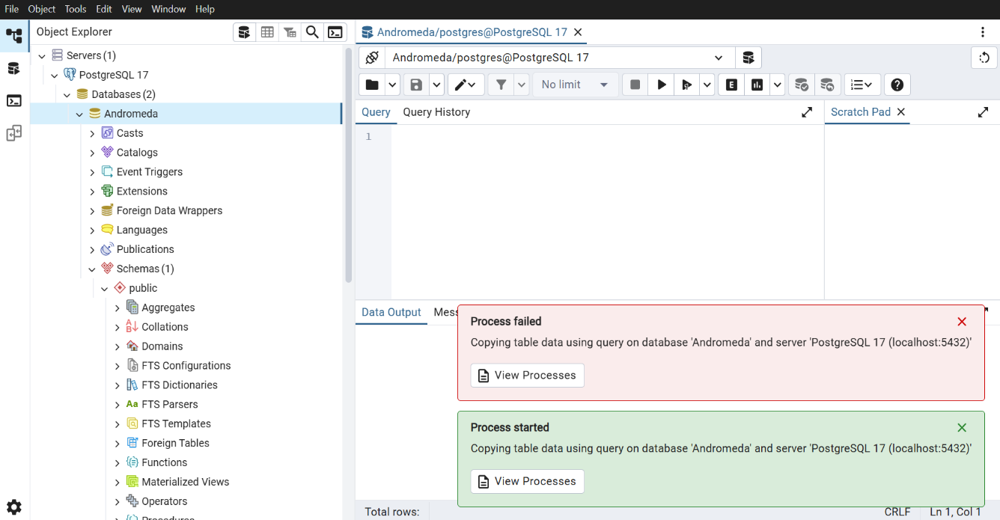 File Object Tools Edit View Window Help
Object Explorer
Servers (1)
PostgreSQL 17
Databases (2)
Andromeda
Casts
Catalogs
Event Triggers
Extensions
Foreign Data Wrappers
Languages
Publications
Schemas (1)
public
Aggregates
Collations
Domains
FTS Configurations
FTS Dictionaries
Aa FTS Parsers
FTS Templates
Foreign Tables
Functions
Materialized Views
Operators
Procedures
Andromeda/postgres@PostgreSQL 17
Andromeda/postgres@PostgreSQL 17
No limit
E
Query Query History
Scratch Pad
1
Data Output Mess
Process failed
Copying table data using query on database 'Andromeda' and server 'PostgreSQL 17 (localhost:5432)'
View Processes
Process started
Copying table data using query on database 'Andromeda' and server 'PostgreSQL 17 (localhost:5432)'
View Processes
Total rows: CRLF Ln 1, Col 1